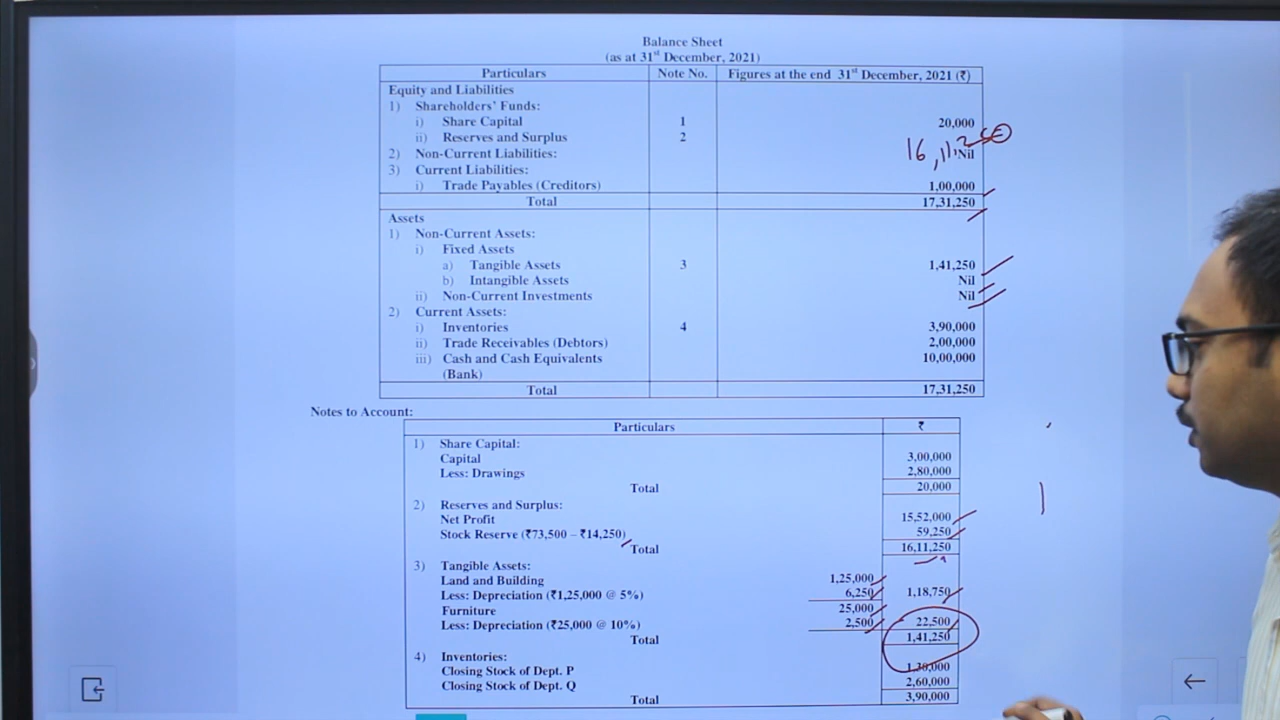 Balance Sheet
(as at 31st December, 2021)
Particulars Note No. Figures at the end 31st December, 2021 (₹)
Equity and Liabilities
1) Shareholders' Funds:
i) Share Capital 1 20,000
ii) Reserves and Surplus 2 16,11,250
2) Non-Current Liabilities: Nil
3) Current Liabilities:
i) Trade Payables (Creditors) 1,00,000
Total 17,31,250
Assets
1) Non-Current Assets:
i) Fixed Assets
a) Tangible Assets 3 1,41,250
b) Intangible Assets Nil
ii) Non-Current Investments Nil
2) Current Assets:
i) Inventories 4 3,90,000
ii) Trade Receivables (Debtors) 2,00,000
iii) Cash and Cash Equivalents 10,00,000
(Bank)
Total 17,31,250
Notes to Account:
Particulars ₹
1) Share Capital:
Capital 3,00,000
Less: Drawings 2,80,000
Total 20,000
2) Reserves and Surplus:
Net Profit 15,52,000
Stock Reserve (₹73,500 – ₹14,250) 59,250
Total 16,11,250
3) Tangible Assets:
Land and Building 1,25,000
Less: Depreciation (₹1,25,000 @ 5%) 6,250 1,18,750
Furniture 25,000
Less: Depreciation (₹25,000 @ 10%) 2,500 22,500
Total 1,41,250
4) Inventories:
Closing Stock of Dept. P 1,30,000
Closing Stock of Dept. Q 2,60,000
Total 3,90,000